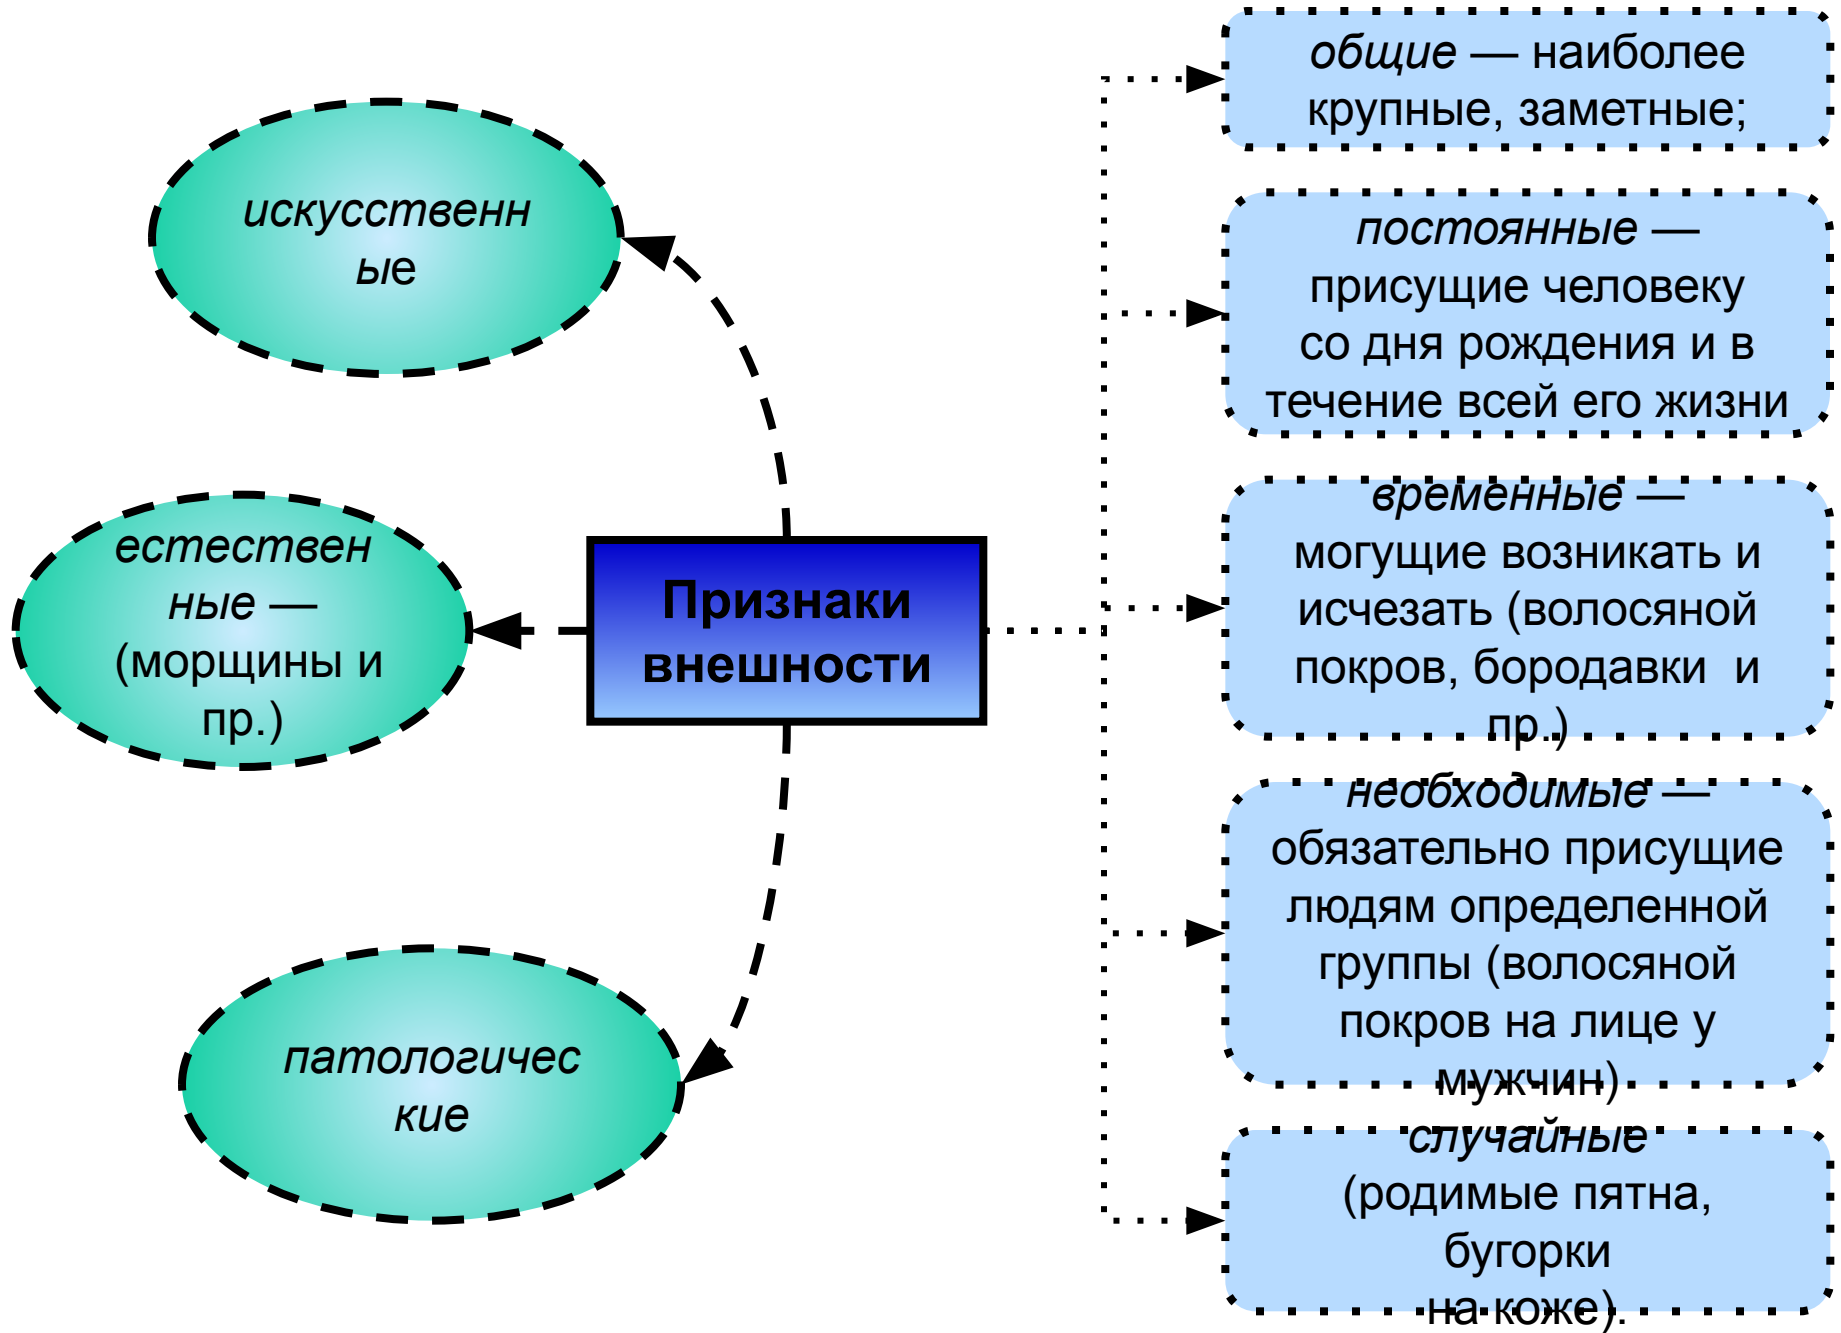 искусственн
ые
естествен
ные —
(морщины и
пр.)
патологичес
кие
Признаки
внешности
общие — наиболее
крупные, заметные;
постоянные —
присущие человеку
со дня рождения и в
течение всей его жизни
временные —
могущие возникать и
исчезать (волосяной
покров, бородавки и
пр.)
необходимые —
обязательно присущие
людям определенной
группы (волосяной
покров на лице у
мужчин)
случайные
(родимые пятна,
бугорки
на коже).